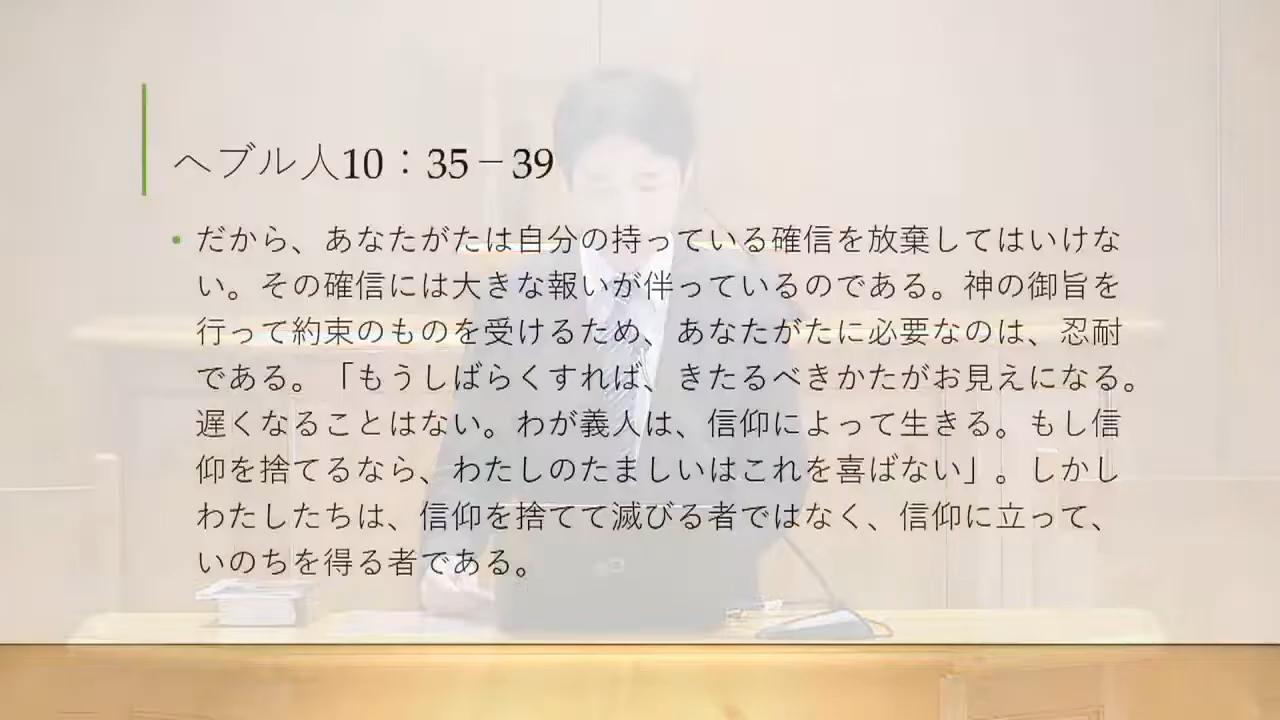 ヘブル人10：35－39
• だから、あなたがたは自分の持っている確信を放棄してはいけな
い。その確信には大きな報いが伴っているのである。神の御旨を
行って約束のものを受けるため、あなたがたに必要なのは、忍耐
である。「もうしばらくすれば、きたるべきかたがお見えになる。
遅くなることはない。わが義人は、信仰によって生きる。もし信
仰を捨てるなら、わたしのたましいはこれを喜ばない」。しかし
わたしたちは、信仰を捨てて滅びる者ではなく、信仰に立って、
いのちを得る者である。